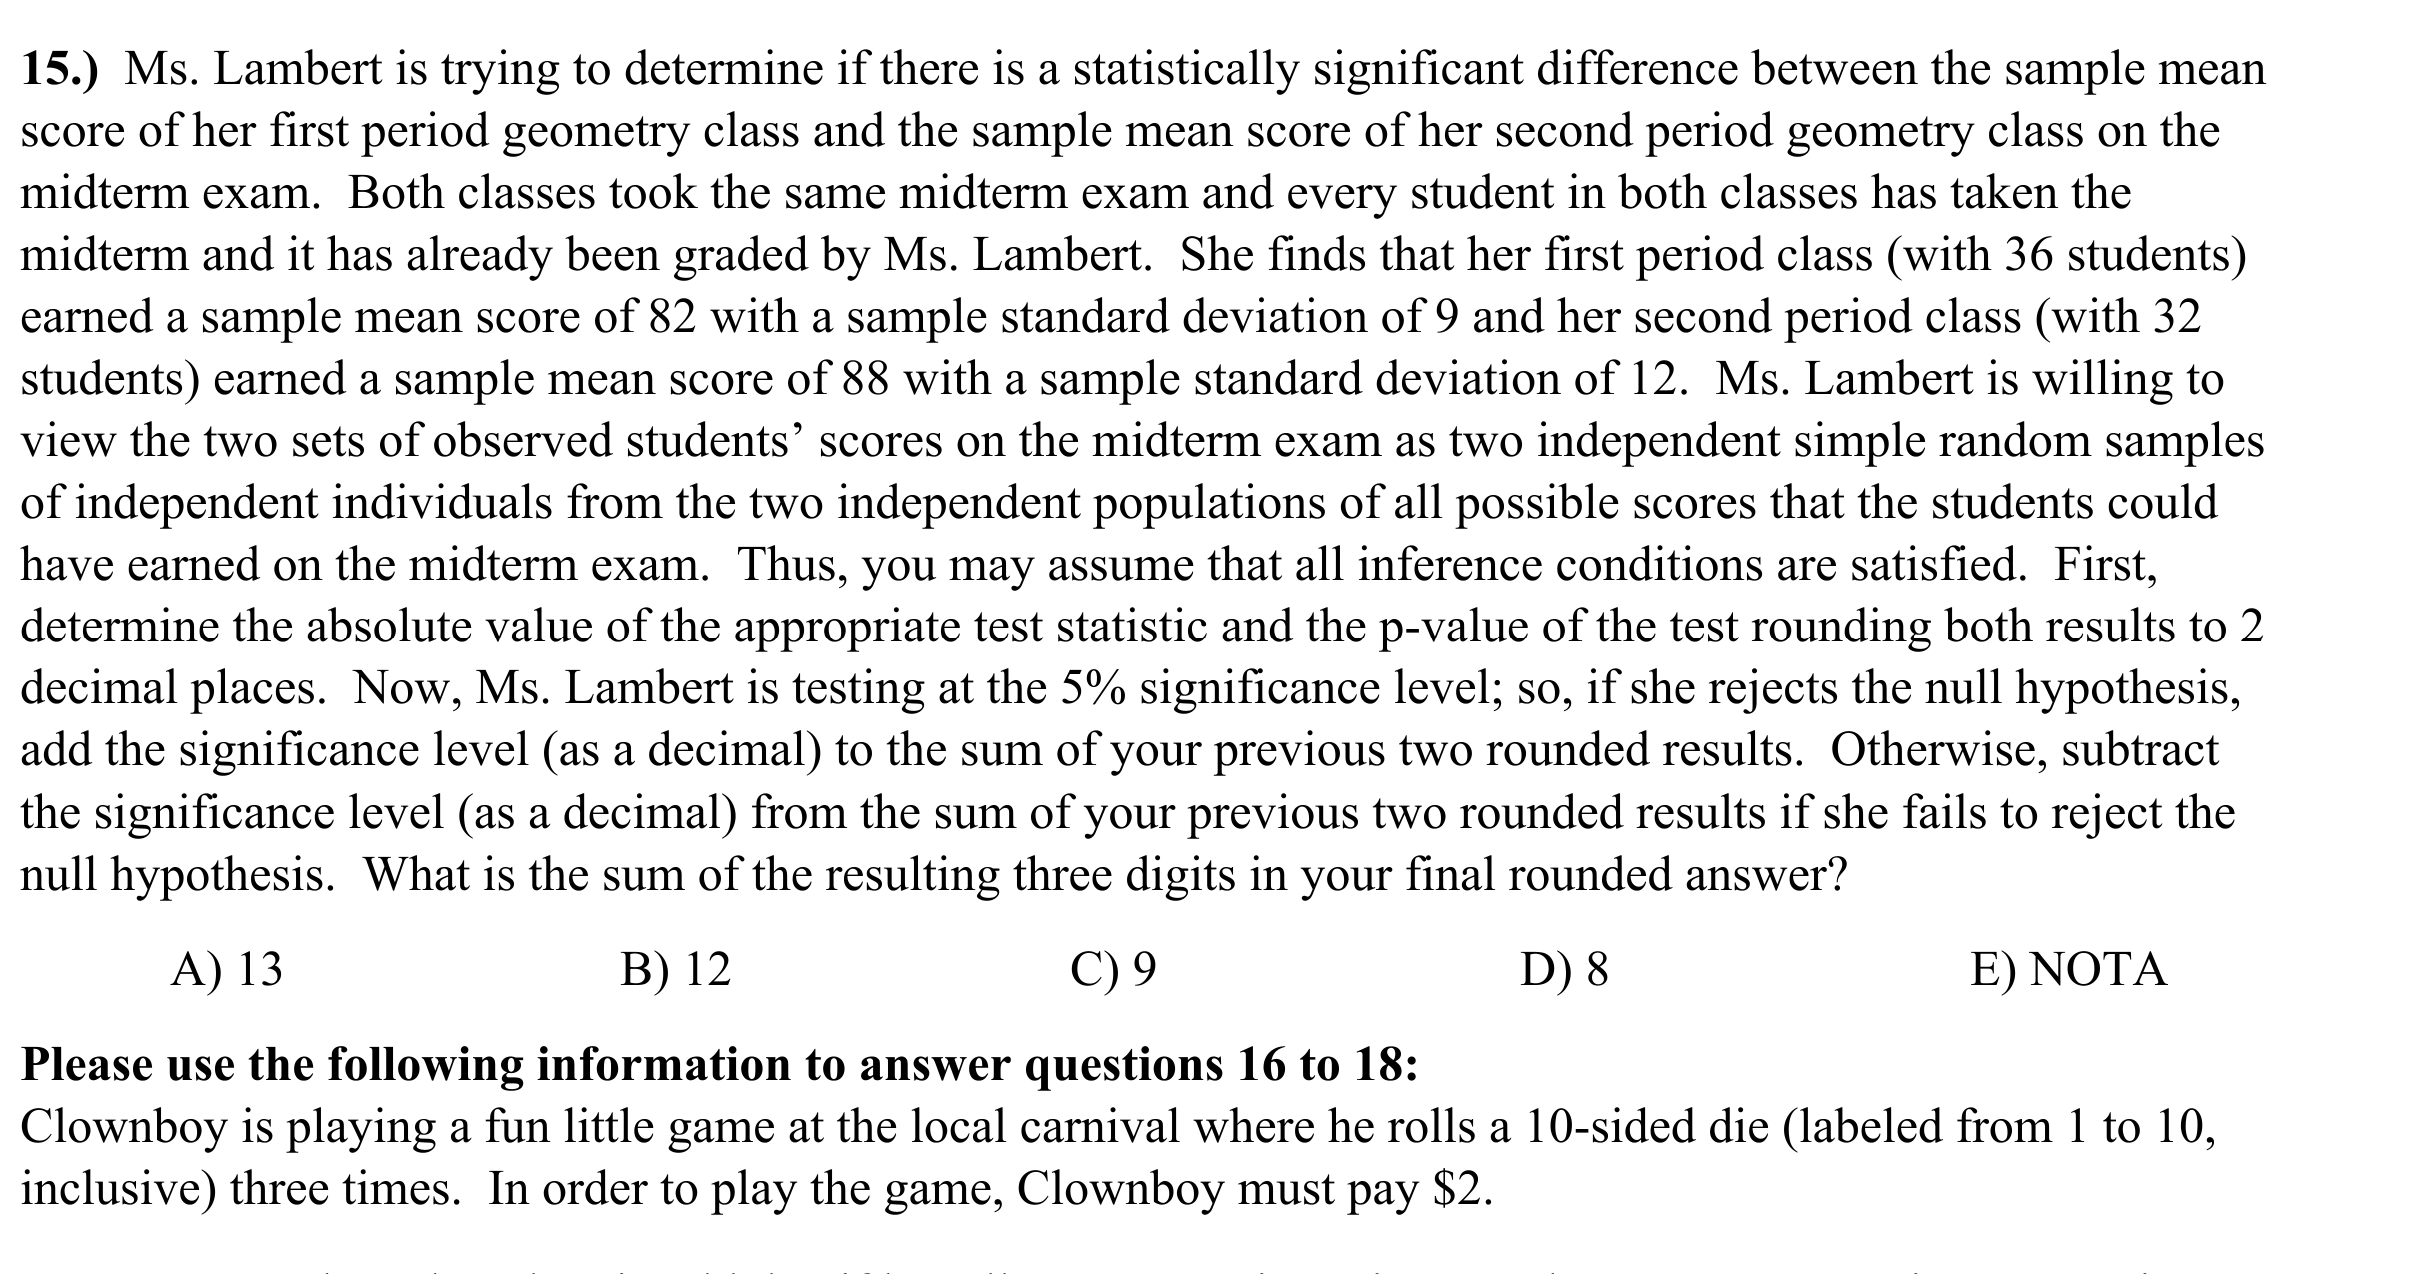 15.) Ms. Lambert is trying to determine if there is a statistically significant difference between the sample mean
score of her first period geometry class and the sample mean score of her second period geometry class on the
midterm exam. Both classes took the same midterm exam and every student in both classes has taken the
midterm and it has already been graded by Ms. Lambert. She finds that her first period class (with 36 students)
earned a sample mean score of 82 with a sample standard deviation of 9 and her second period class (with 32
students) earned a sample mean score of 88 with a sample standard deviation of 12. Ms. Lambert is willing to
view the two sets of observed students’ scores on the midterm exam as two independent simple random samples
of independent individuals from the two independent populations of all possible scores that the students could
have earned on the midterm exam. Thus, you may assume that all inference conditions are satisfied. First,
determine the absolute value of the appropriate test statistic and the p-value of the test rounding both results to 2
decimal places. Now, Ms. Lambert is testing at the 5% significance level; so, if she rejects the null hypothesis,
add the significance level (as a decimal) to the sum of your previous two rounded results. Otherwise, subtract
the significance level (as a decimal) from the sum of your previous two rounded results if she fails to reject the
null hypothesis. What is the sum of the resulting three digits in your final rounded answer?
A) 13 B) 12 C) 9 D) 8 E) NOTA
Please use the following information to answer questions 16 to 18:
Clownboy is playing a fun little game at the local carnival where he rolls a 10-sided die (labeled from 1 to 10,
inclusive) three times. In order to play the game, Clownboy must pay $2.